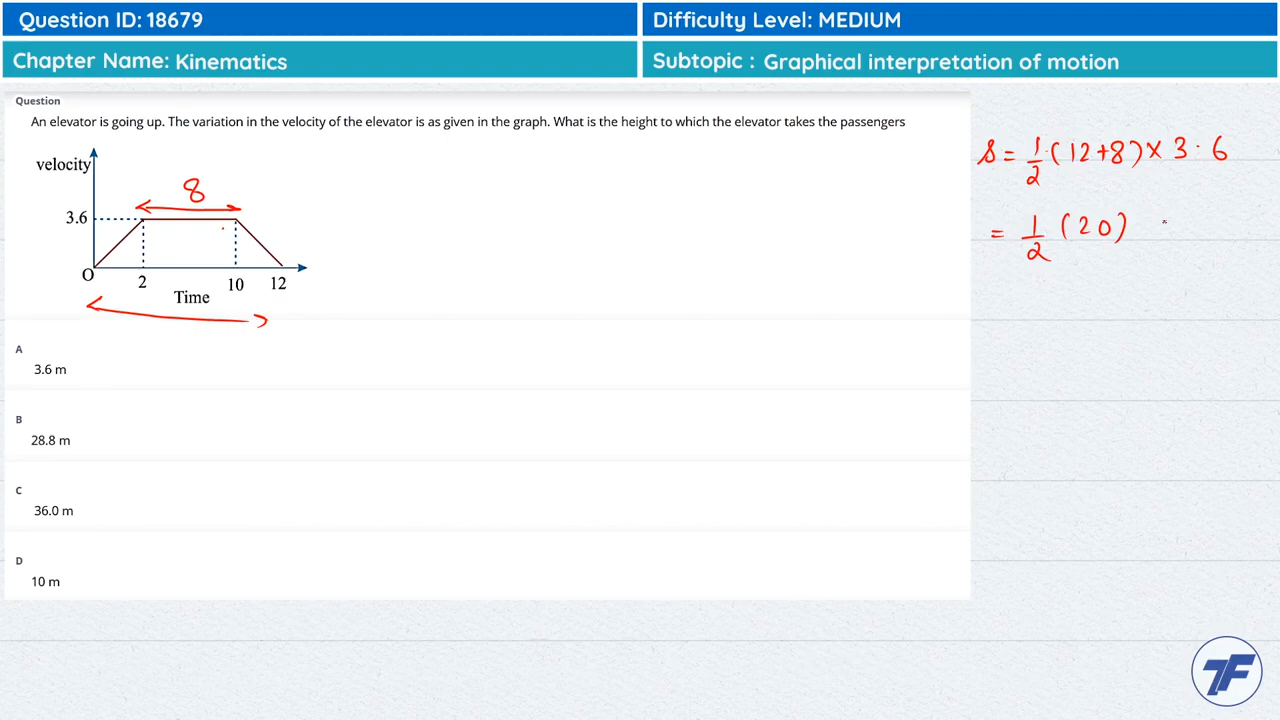 Question ID: 18679
Difficulty Level: MEDIUM
Chapter Name: Kinematics
Subtopic : Graphical interpretation of motion
Question
An elevator is going up. The variation in the velocity of the elevator is as given in the graph. What is the height to which the elevator takes the passengers
velocity
8
3.6
O
2
10
12
Time
S = 1/2 (12+8) × 3.6
= 1/2 (20)
A
3.6 m
B
28.8 m
C
36.0 m
D
10 m
TF